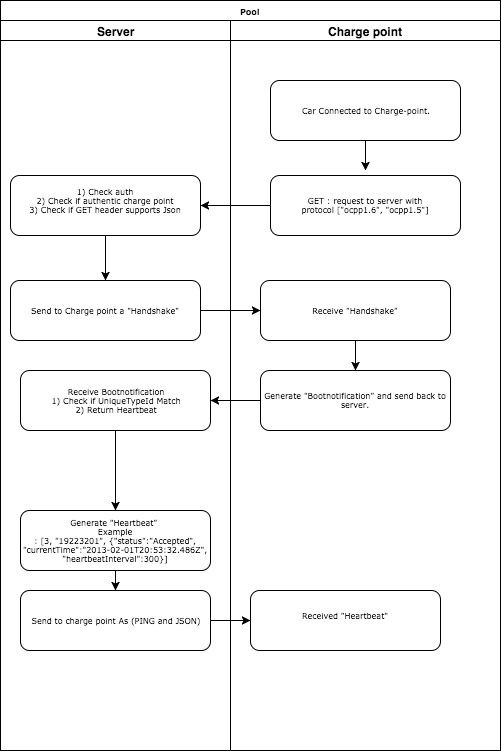 Pool
Server
Charge point
Car Connected to Charge-point.
GET : request to server with
protocol ["ocpp1.6", "ocpp1.5"]
1) Check auth
2) Check if authentic charge point
3) Check if GET header supports Json
Send to Charge point a "Handshake"
Receive "Handshake"
Generate "Bootnotification" and send back to
server.
Receive Bootnotification
1) Check if UniqueTypeId Match
2) Return Heartbeat
Generate "Heartbeat"
Example
: [3, "19223201", {"status":"Accepted",
"currentTime":"2013-02-01T20:53:32.486Z",
"heartbeatInterval":300}]
Send to charge point As (PING and JSON)
Received "Heartbeat"